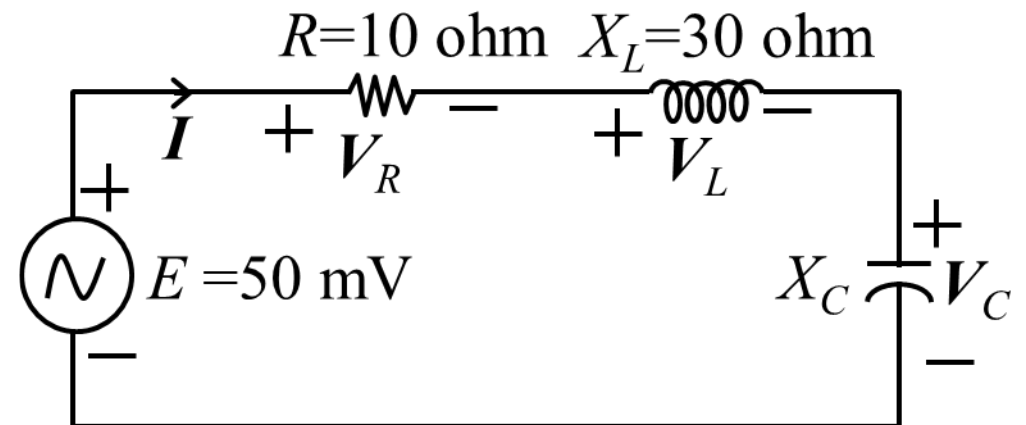 R=10 ohm X_L=30 ohm
+ − + −
I V_R V_L
+ +
E =50 mV X_C V_C
− −